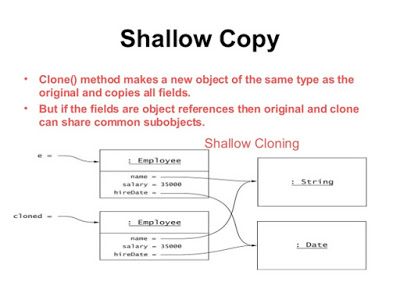 Shallow Copy
• Clone() method makes a new object of the same type as the
original and copies all fields.
• But if the fields are object references then original and clone
can share common subobjects.
Shallow Cloning
e =
: Employee
name =
salary = 35000
hireDate =
: String
cloned =
: Employee
name =
salary = 35000
hireDate =
: Date